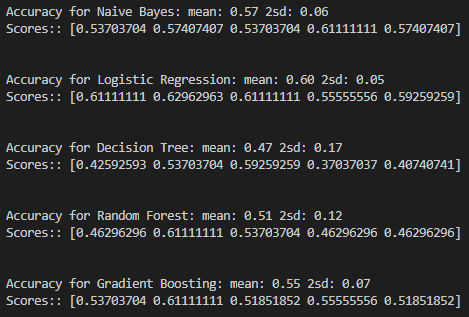 Accuracy for Naive Bayes: mean: 0.57 2sd: 0.06
Scores:: [0.53703704 0.57407407 0.53703704 0.61111111 0.57407407]
Accuracy for Logistic Regression: mean: 0.60 2sd: 0.05
Scores:: [0.61111111 0.62962963 0.61111111 0.55555556 0.59259259]
Accuracy for Decision Tree: mean: 0.47 2sd: 0.17
Scores:: [0.42592593 0.53703704 0.59259259 0.37037037 0.40740741]
Accuracy for Random Forest: mean: 0.51 2sd: 0.12
Scores:: [0.46296296 0.61111111 0.53703704 0.46296296 0.46296296]
Accuracy for Gradient Boosting: mean: 0.55 2sd: 0.07
Scores:: [0.53703704 0.61111111 0.51851852 0.55555556 0.51851852]